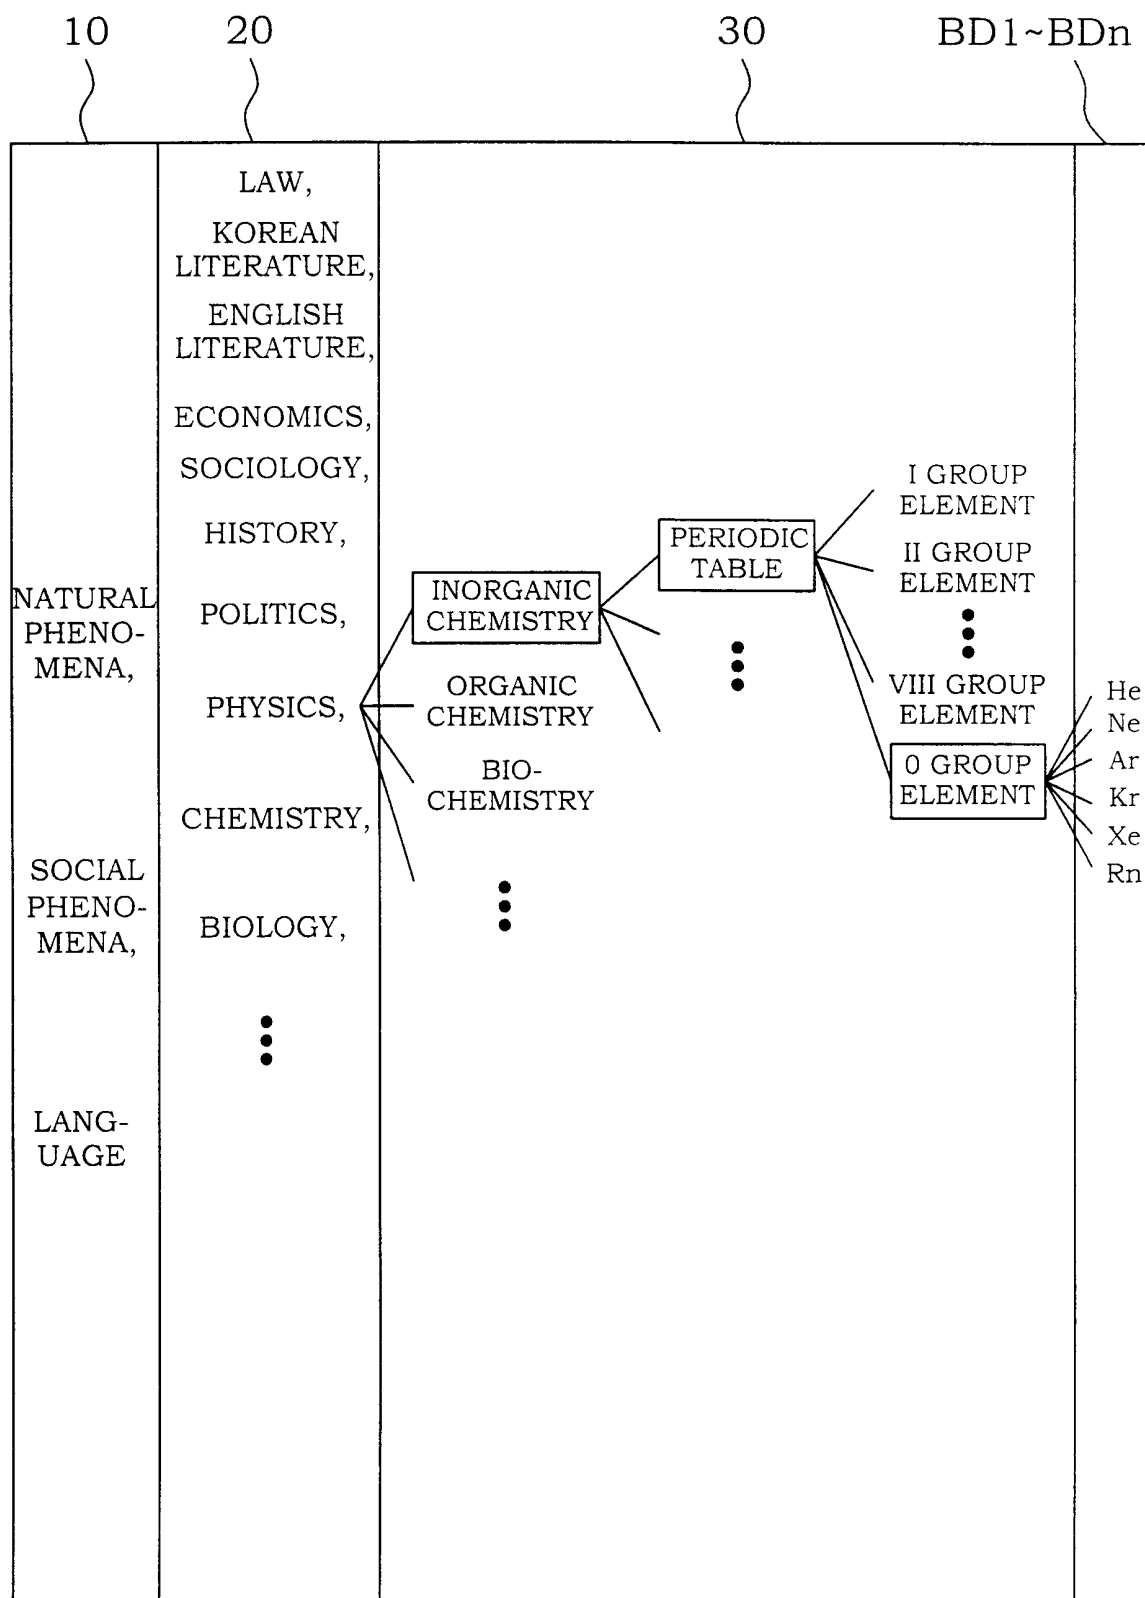 10
20
30
BD1~BDn
NATURAL
PHENO-
MENA,
SOCIAL
PHENO-
MENA,
LANG-
UAGE
LAW,
KOREAN
LITERATURE,
ENGLISH
LITERATURE,
ECONOMICS,
SOCIOLOGY,
HISTORY,
POLITICS,
PHYSICS,
CHEMISTRY,
BIOLOGY,
INORGANIC
CHEMISTRY
ORGANIC
CHEMISTRY
BIO-
CHEMISTRY
PERIODIC
TABLE
I GROUP
ELEMENT
II GROUP
ELEMENT
VIII GROUP
ELEMENT
0 GROUP
ELEMENT
He
Ne
Ar
Kr
Xe
Rn